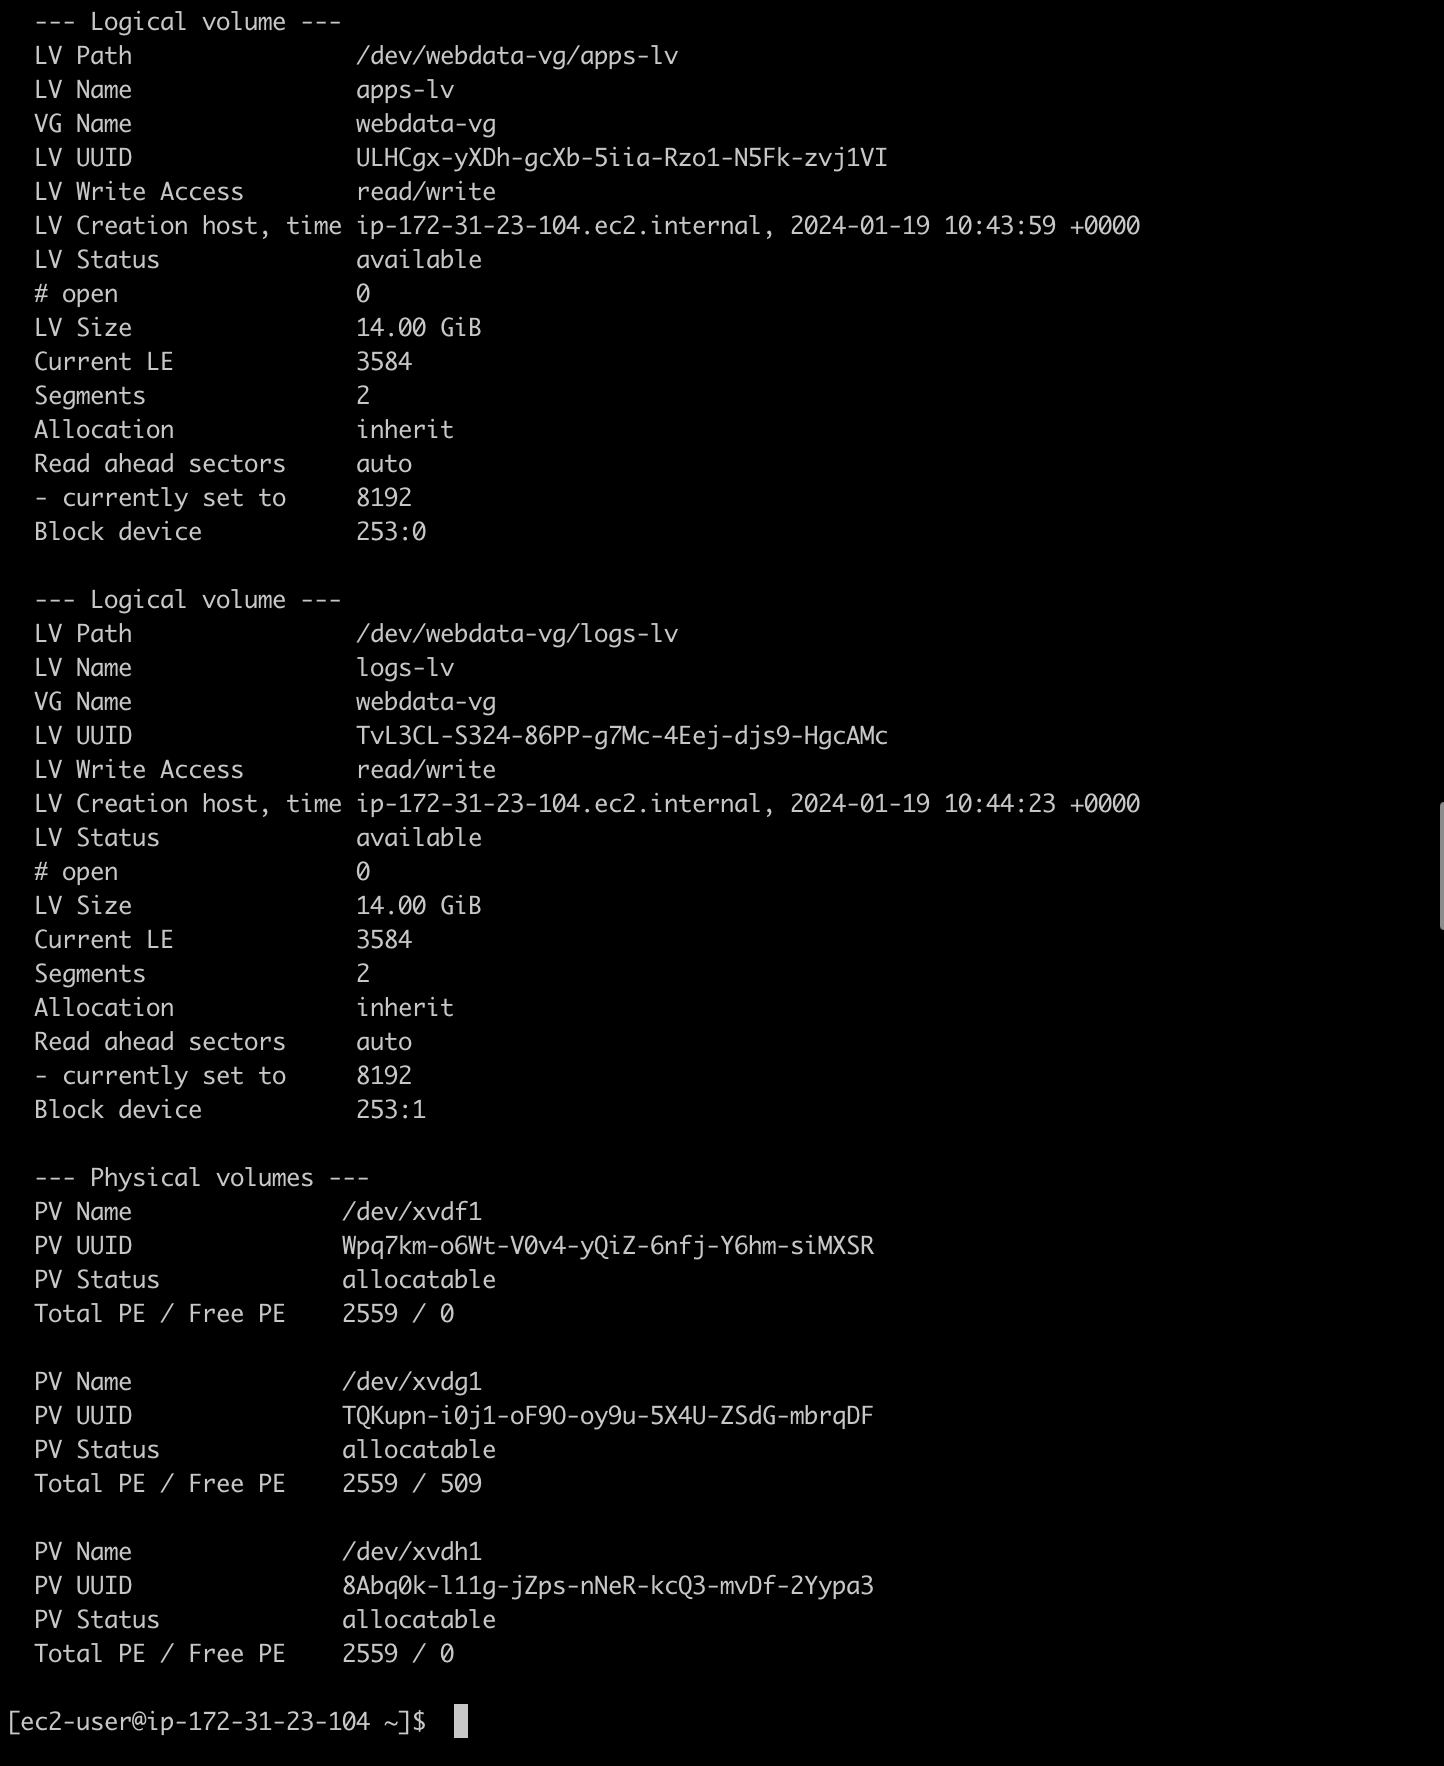 --- Logical volume ---
LV Path                /dev/webdata-vg/apps-lv
LV Name                apps-lv
VG Name                webdata-vg
LV UUID                ULHCgx-yXDh-gcXb-5iia-Rzo1-N5Fk-zvj1VI
LV Write Access        read/write
LV Creation host, time ip-172-31-23-104.ec2.internal, 2024-01-19 10:43:59 +0000
LV Status              available
# open                 0
LV Size                14.00 GiB
Current LE             3584
Segments               2
Allocation             inherit
Read ahead sectors     auto
- currently set to     8192
Block device           253:0

--- Logical volume ---
LV Path                /dev/webdata-vg/logs-lv
LV Name                logs-lv
VG Name                webdata-vg
LV UUID                TvL3CL-S324-86PP-g7Mc-4Eej-djs9-HgcAMc
LV Write Access        read/write
LV Creation host, time ip-172-31-23-104.ec2.internal, 2024-01-19 10:44:23 +0000
LV Status              available
# open                 0
LV Size                14.00 GiB
Current LE             3584
Segments               2
Allocation             inherit
Read ahead sectors     auto
- currently set to     8192
Block device           253:1

--- Physical volumes ---
PV Name               /dev/xvdf1
PV UUID               Wpq7km-o6Wt-V0v4-yQiZ-6nfj-Y6hm-siMXSR
PV Status             allocatable
Total PE / Free PE    2559 / 0

PV Name               /dev/xvdg1
PV UUID               TQKupn-i0j1-oF9O-oy9u-5X4U-ZSdG-mbrqDF
PV Status             allocatable
Total PE / Free PE    2559 / 509

PV Name               /dev/xvdh1
PV UUID               8Abq0k-l11g-jZps-nNeR-kcQ3-mvDf-2Yypa3
PV Status             allocatable
Total PE / Free PE    2559 / 0

[ec2-user@ip-172-31-23-104 ~]$